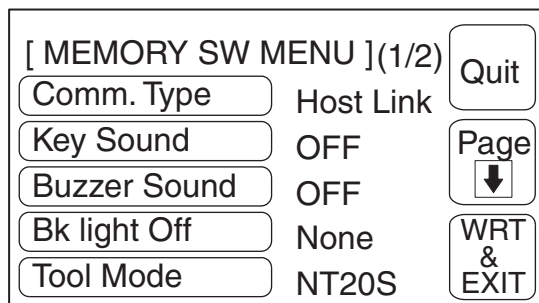 [ MEMORY SW MENU ](1/2)
Quit
Comm. Type Host Link
Key Sound OFF
Page
Buzzer Sound OFF
Bk light Off None
WRT
&
EXIT
Tool Mode NT20S